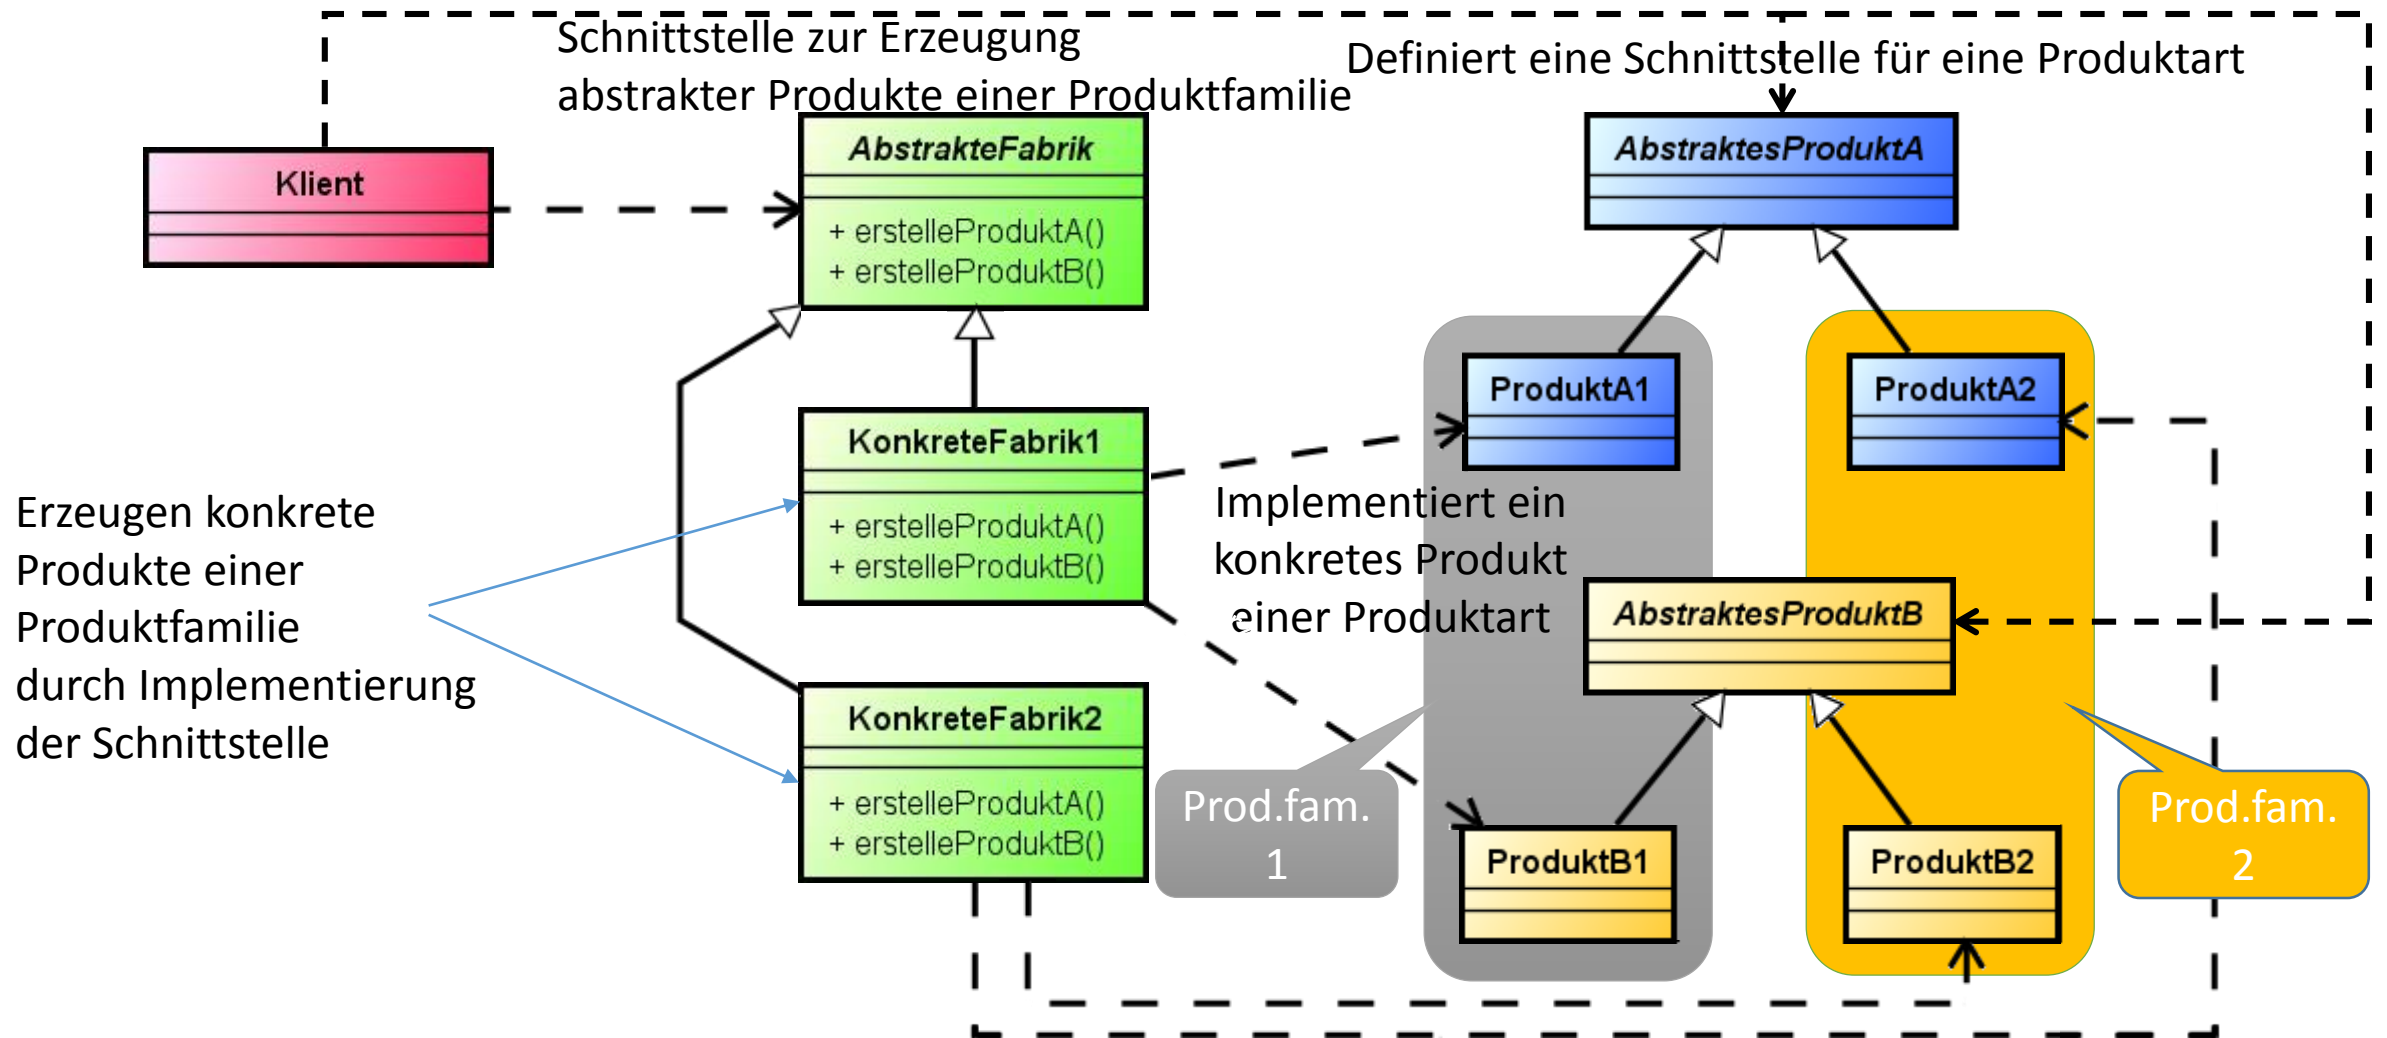 Schnittstelle zur Erzeugung
abstrakter Produkte einer Produktfamilie
Definiert eine Schnittstelle für eine Produktart
Klient
AbstrakteFabrik
+ erstelleProduktA()
+ erstelleProduktB()
AbstraktesProduktA
KonkreteFabrik1
+ erstelleProduktA()
+ erstelleProduktB()
ProduktA1
ProduktA2
Erzeugen konkrete
Produkte einer
Produktfamilie
durch Implementierung
der Schnittstelle
Implementiert ein
konkretes Produkt
einer Produktart
AbstraktesProduktB
KonkreteFabrik2
+ erstelleProduktA()
+ erstelleProduktB()
Prod.fam.
1
ProduktB1
ProduktB2
Prod.fam.
2